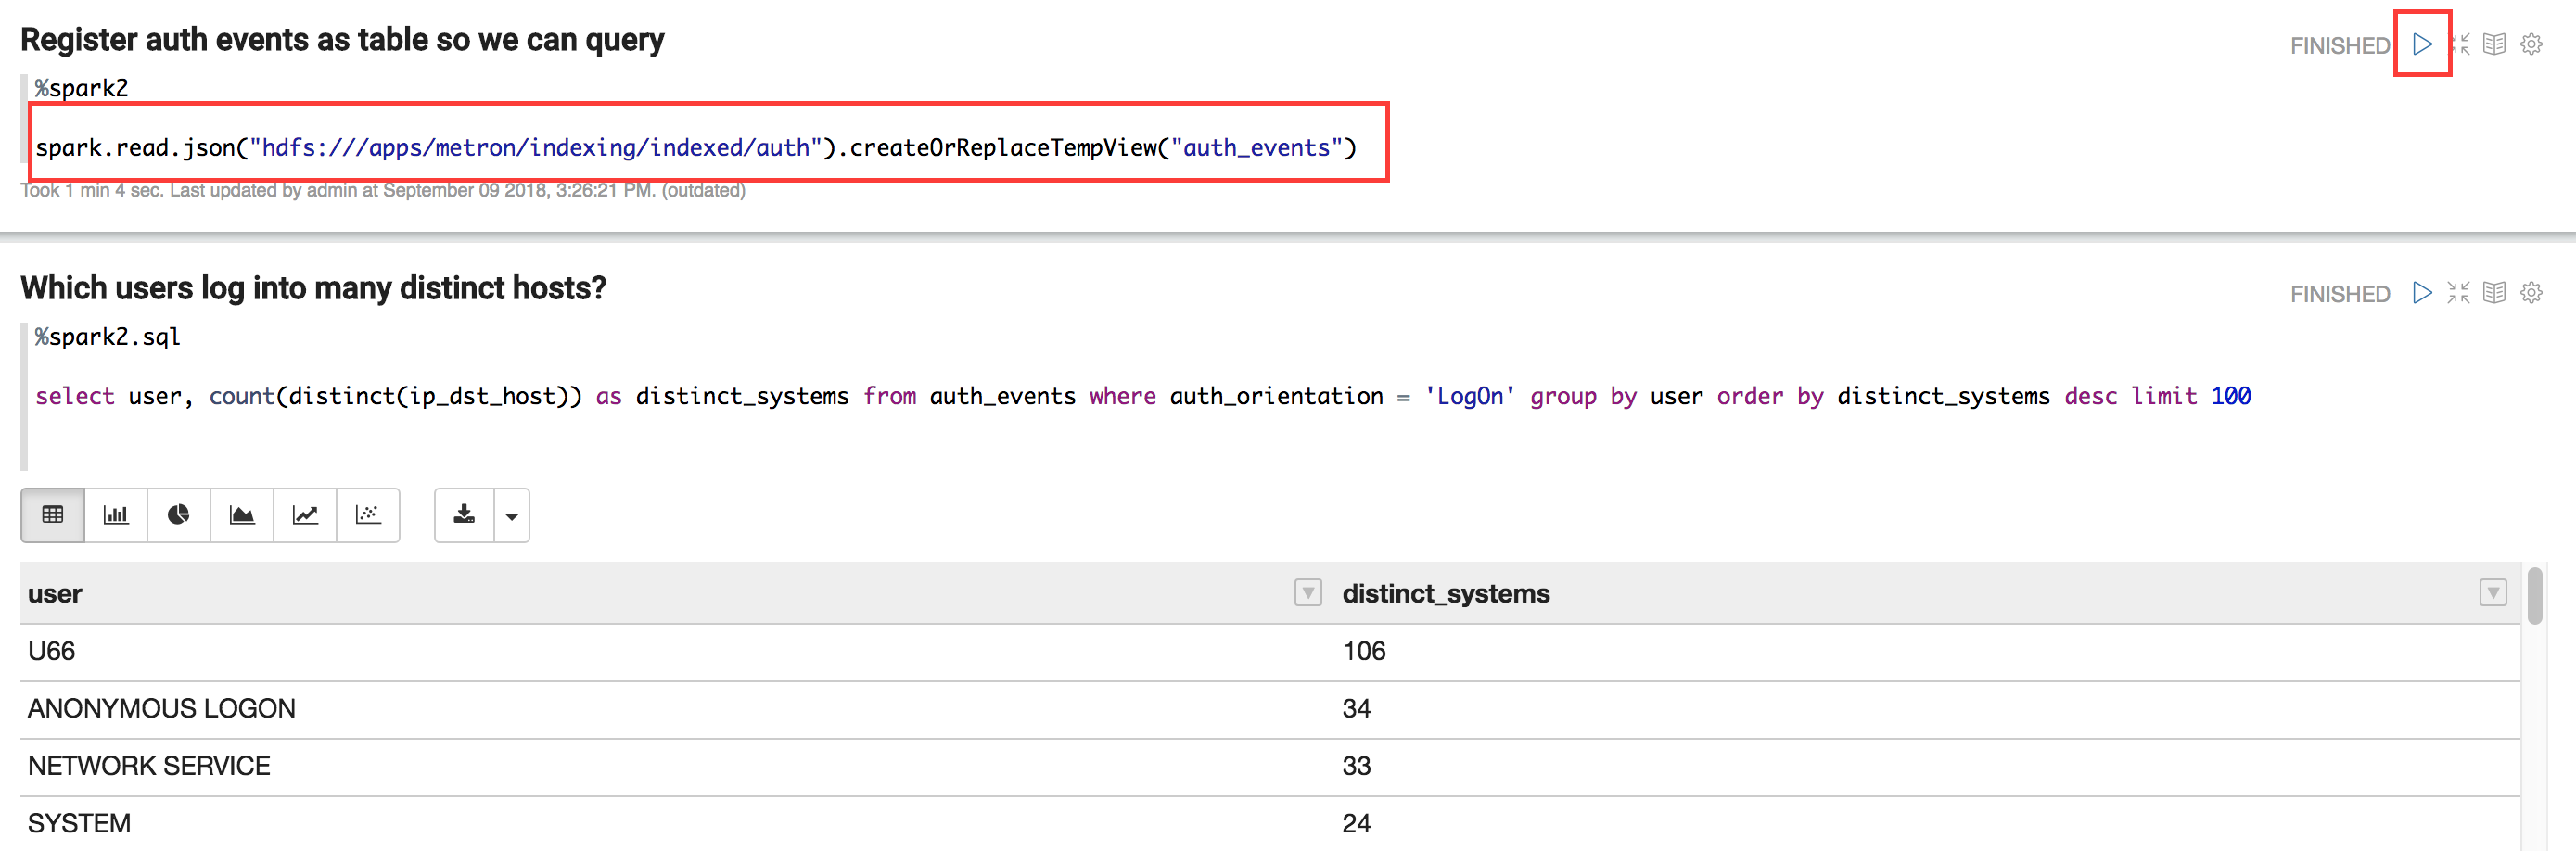 Register auth events as table so we can query
FINISHED
%spark2
spark.read.json("hdfs:///apps/metron/indexing/indexed/auth").createOrReplaceTempView("auth_events")
Took 1 min 4 sec. Last updated by admin at September 09 2018, 3:26:21 PM. (outdated)
Which users log into many distinct hosts?
FINISHED
%spark2.sql
select user, count(distinct(ip_dst_host)) as distinct_systems from auth_events where auth_orientation = 'LogOn' group by user order by distinct_systems desc limit 100
user distinct_systems
U66 106
ANONYMOUS LOGON 34
NETWORK SERVICE 33
SYSTEM 24